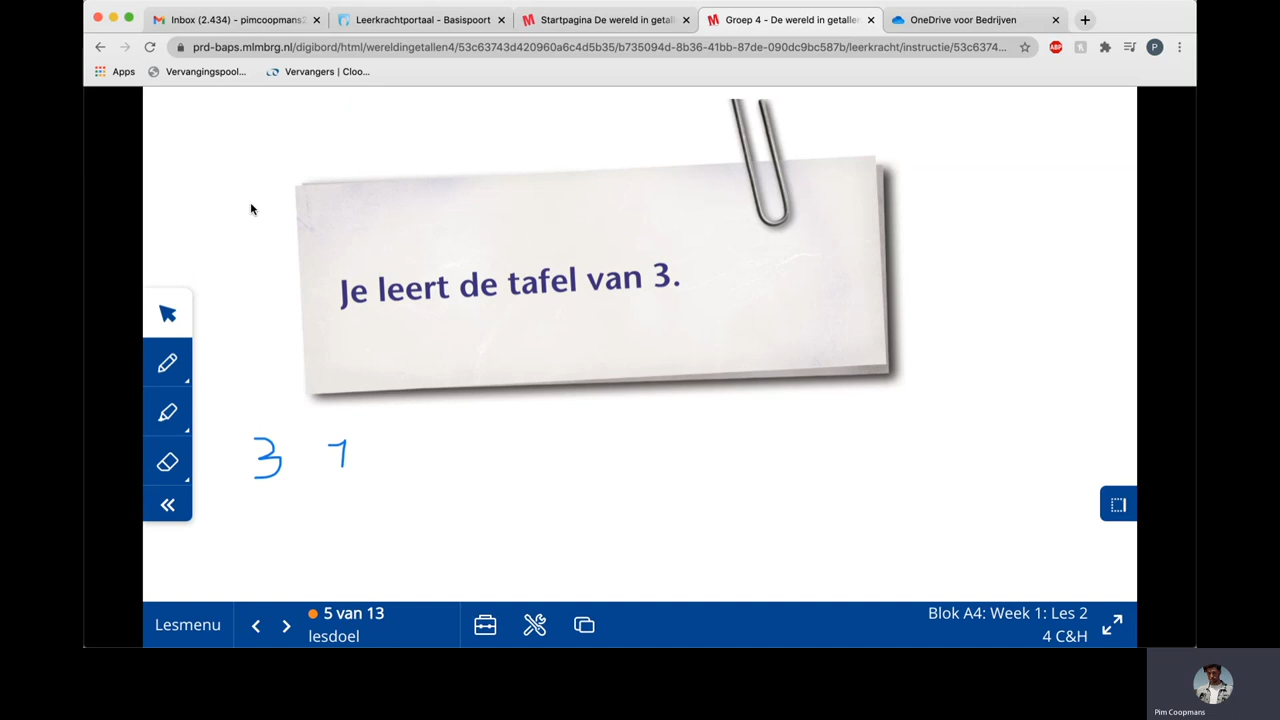 Inbox (2.434) - pimcoopmans2
Leerkrachtportaal - Basispoort
Startpagina De wereld in getall
Groep 4 - De wereld in getallen
OneDrive voor Bedrijven
prd-baps.mlmbrg.nl/digibord/html/wereldingetallen4/53c63743d420960a6c4d5b35/b735094d-8b36-41bb-87de-090dc9bc587b/leerkracht/instructie/53c6374...
ABP
P
Apps
Vervangingspool...
Vervangers | Cloo...
Je leert de tafel van 3.
3
Lesmenu
5 van 13
lesdoel
Blok A4: Week 1: Les 2
4 C&H
Pim Coopmans